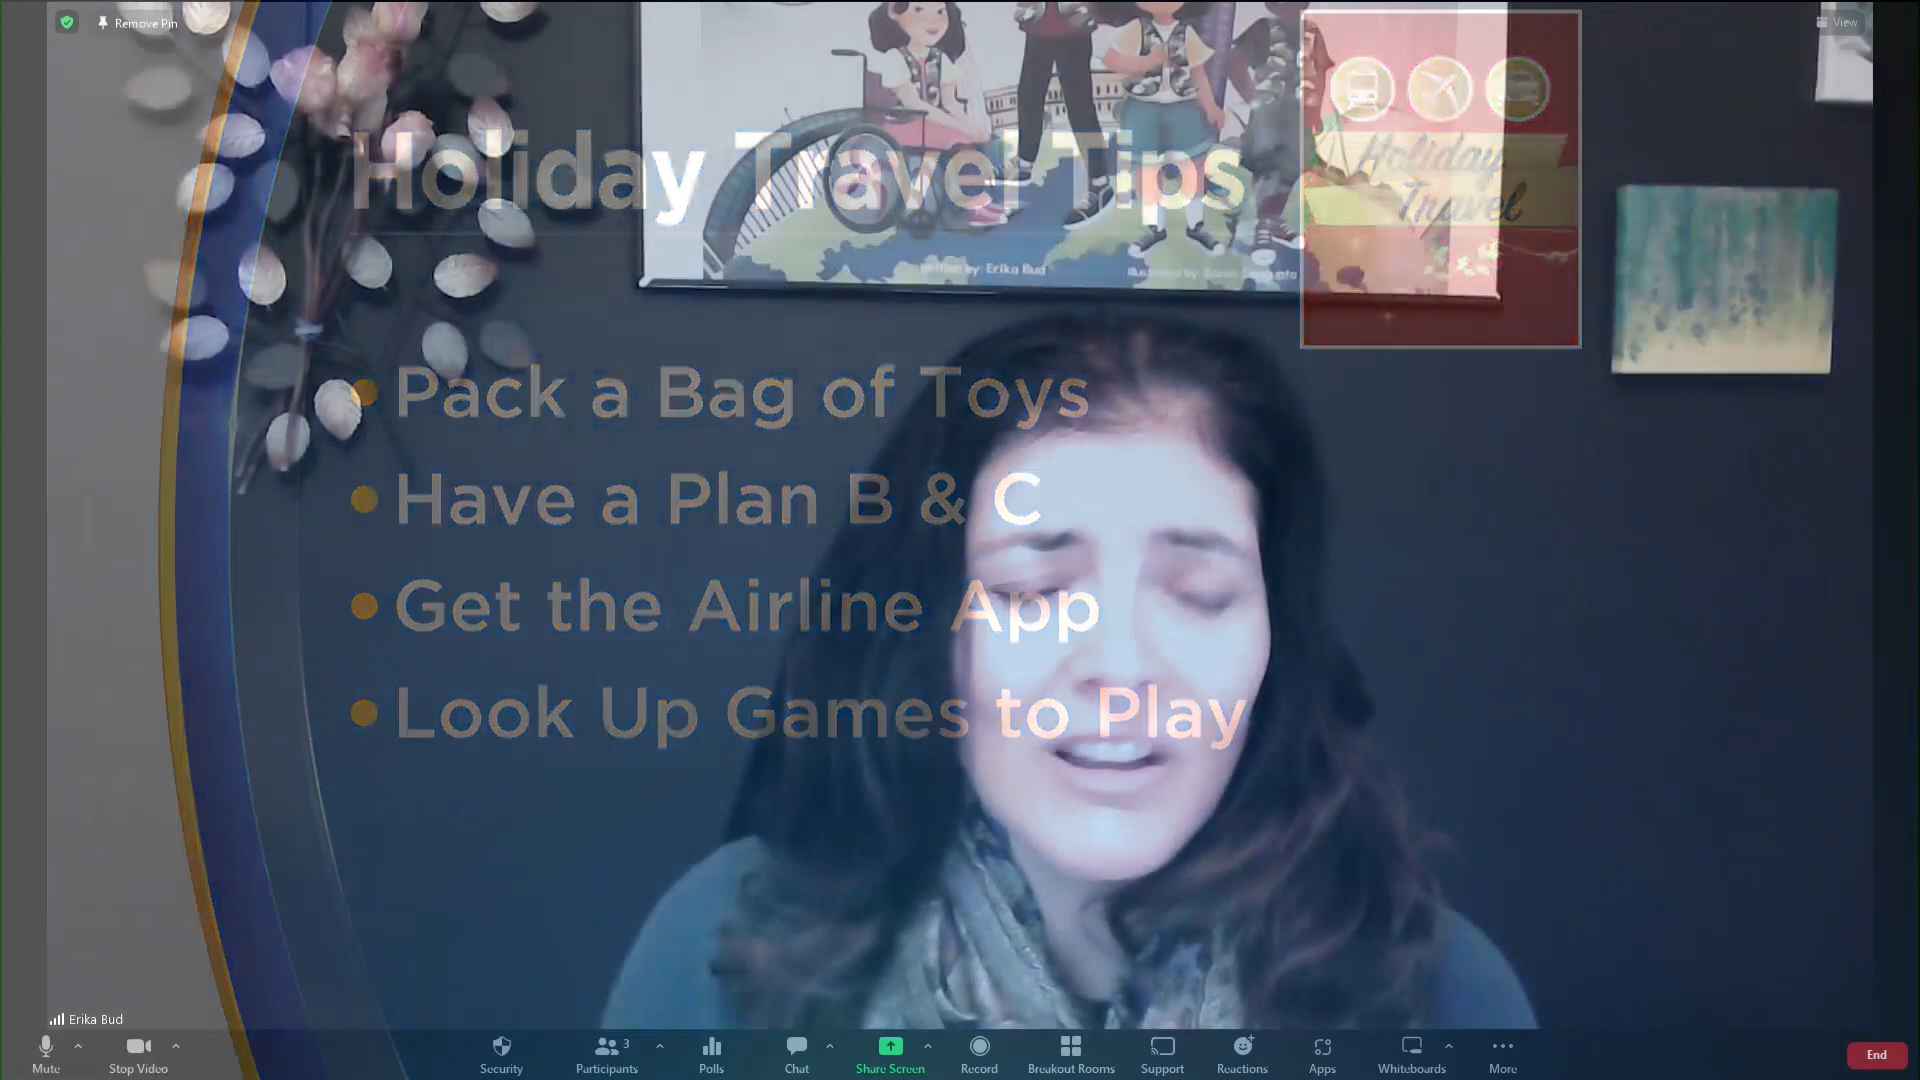 Remove Pin
View
Holiday Travel Tips
Holiday
Travel
Written by: Erika Bud
Illustrated by:
• Pack a Bag of Toys
• Have a Plan B & C
• Get the Airline App
• Look Up Games to Play
Erika Bud
Mute
Stop Video
Security
Participants 3
Polls
Chat
Share Screen
Record
Breakout Rooms
Support
Reactions
Apps
Whiteboards
More
End